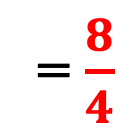 = 8/4